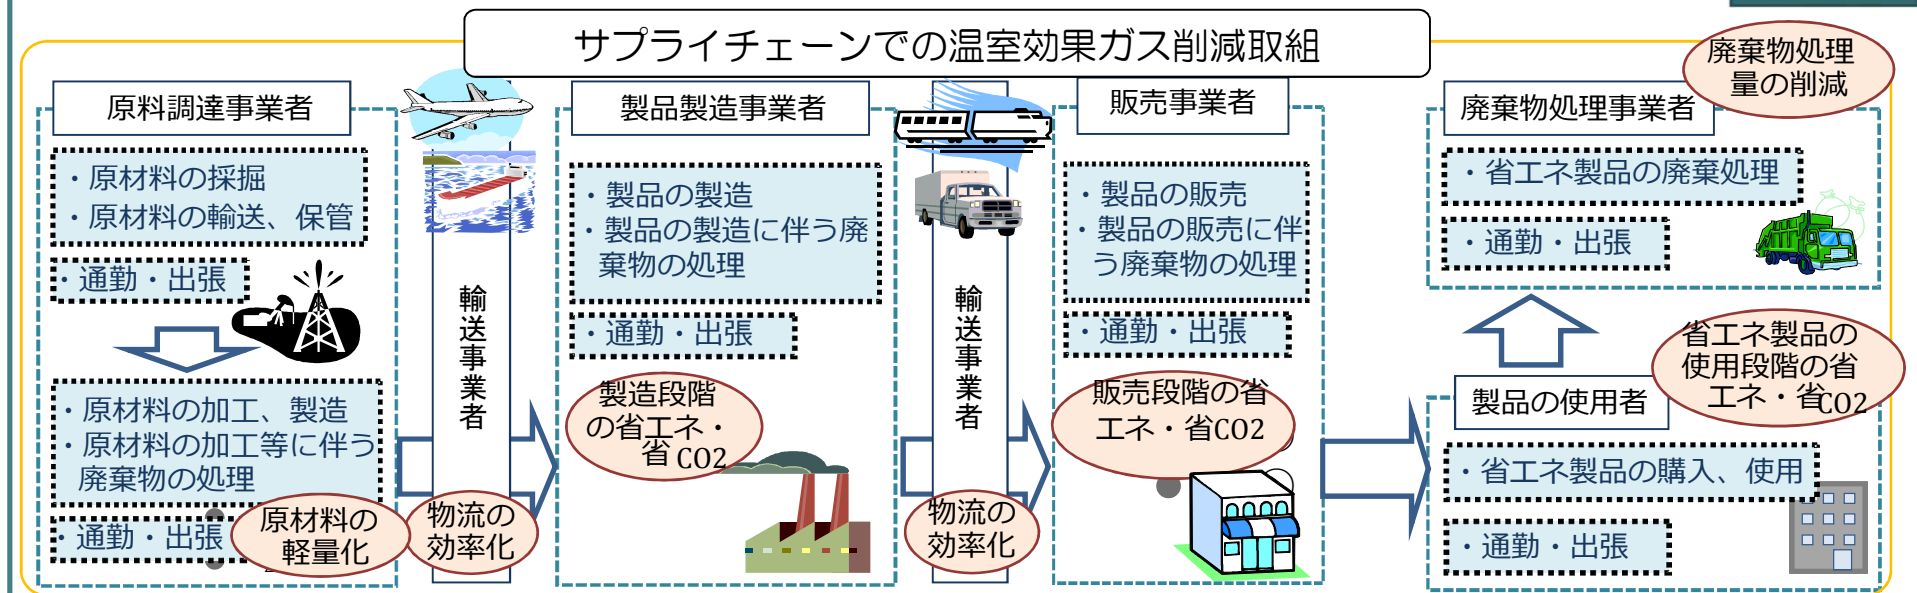 サプライチェーンでの温室効果ガス削減取組
原料調達事業者
・原材料の採掘
・原材料の輸送、保管
・通勤・出張
・原材料の加工、製造
・原材料の加工等に伴う
廃棄物の処理
・通勤・出張
原材料の
軽量化
輸送事業者
物流の
効率化
製品製造事業者
・製品の製造
・製品の製造に伴う廃
棄物の処理
・通勤・出張
製造段階
の省エネ・
省CO2
輸送事業者
物流の
効率化
販売事業者
・製品の販売
・製品の販売に伴
う廃棄物の処理
・通勤・出張
販売段階の省
エネ・省CO2
廃棄物処理
量の削減
廃棄物処理事業者
・省エネ製品の廃棄処理
・通勤・出張
省エネ製品の
使用段階の省
エネ・省CO2
製品の使用者
・省エネ製品の購入、使用
・通勤・出張